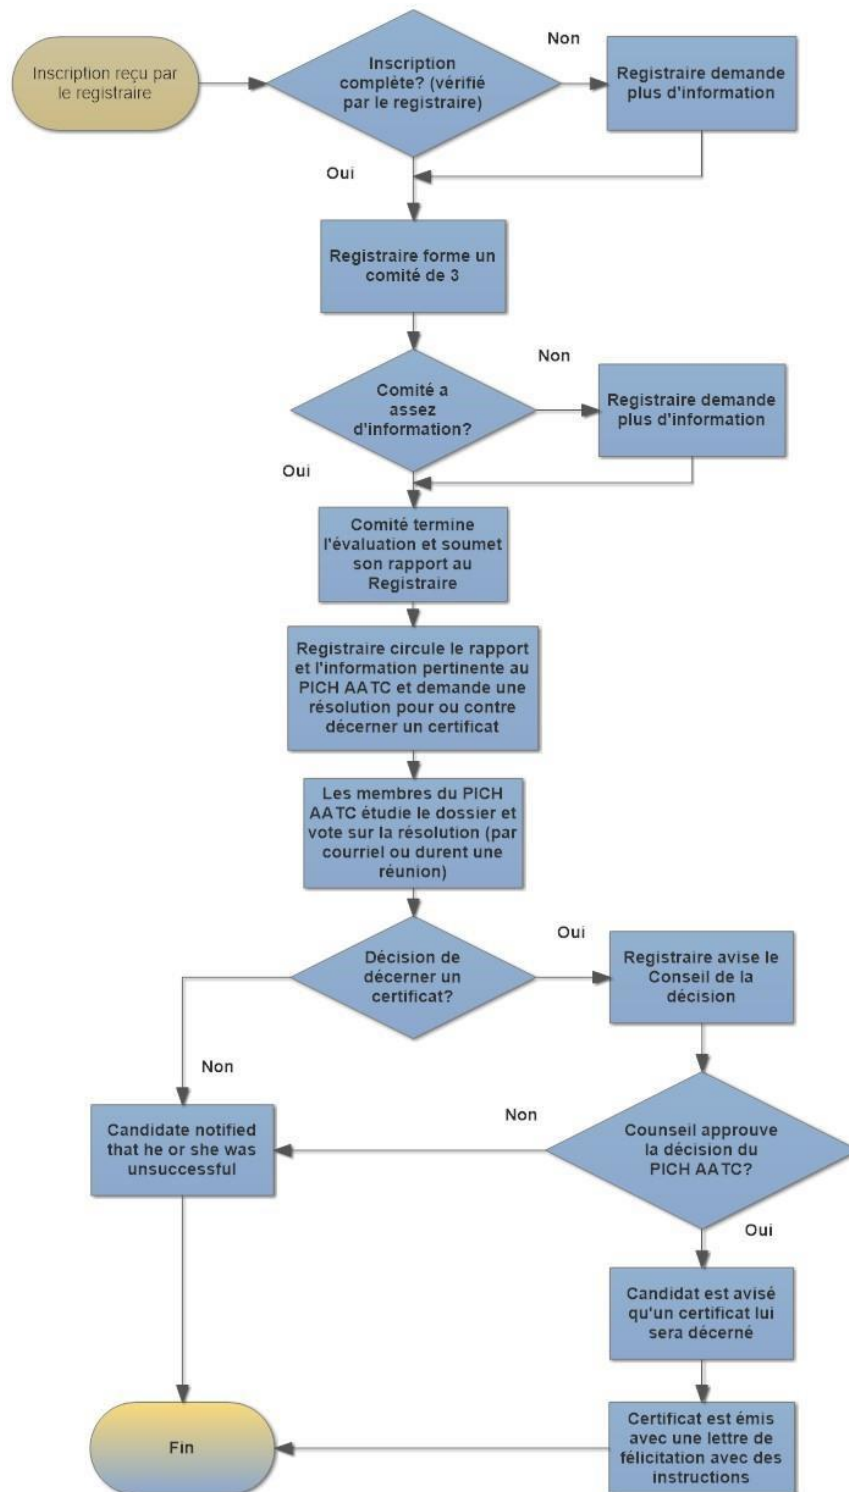 Inscription reçu par
le registraire
Inscription
complète? (vérifié
par le registraire)
Non
Registraire demande
plus d'information
Oui
Registraire forme un
comité de 3
Comité a
assez
d'information?
Non
Registraire demande
plus d'information
Oui
Comité termine
l'évaluation et soumet
son rapport au
Registraire
Registraire circule le rapport
et l'information pertinente au
PICH AATC et demande une
résolution pour ou contre
décerner un certificat
Les membres du PICH
AATC étudie le dossier et
vote sur la résolution (par
courriel ou durent une
réunion)
Décision de
décerner un
certificat?
Oui
Registraire avise le
Conseil de la
décision
Non
Candidate notified
that he or she was
unsuccessful
Non
Counseil approuve
la décision du
PICH AATC?
Oui
Candidat est avisé
qu'un certificat lui
sera décerné
Certificat est émis
avec une lettre de
félicitation avec des
instructions
Fin